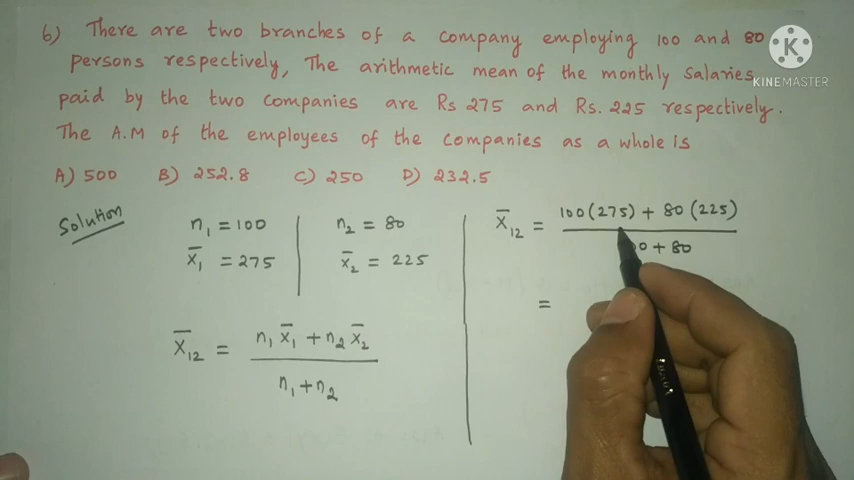 6) There are two branches of a company employing 100 and 80
persons respectively, The arithmetic mean of the monthly salaries
paid by the two companies are Rs 275 and Rs. 225 respectively.
The A.M of the employees of the companies as a whole is
A) 500 B) 252.8 C) 250 D) 232.5
Solution
n₁ = 100
x̄₁ = 275
n₂ = 80
x̄₂ = 225
x̄₁₂ = n₁ x̄₁ + n₂ x̄₂
n₁ + n₂
x̄₁₂ = 100(275) + 80(225)
0 + 80
=
K
KINEMASTER